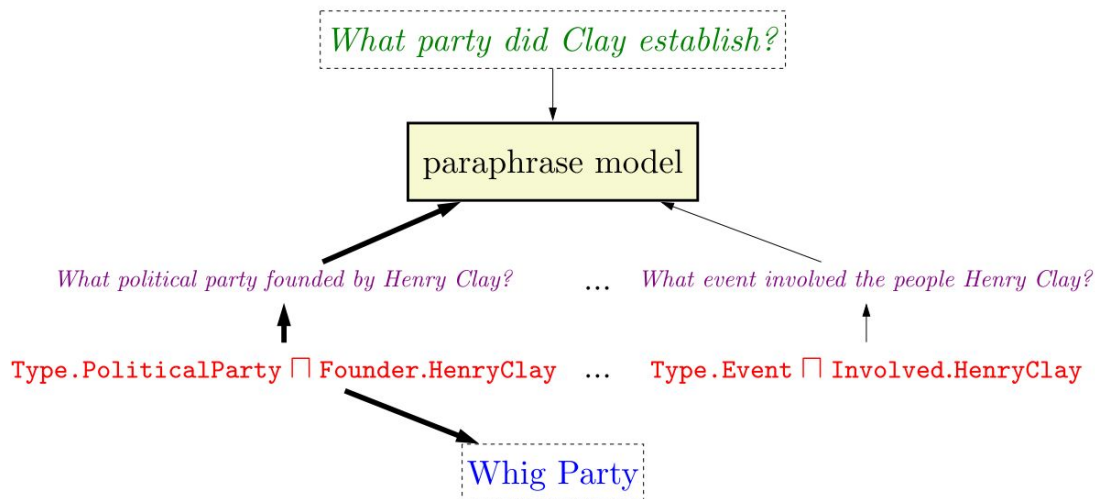 What party did Clay establish?
paraphrase model
What political party founded by Henry Clay? ... What event involved the people Henry Clay?
Type.PoliticalParty ⊓ Founder.HenryClay ... Type.Event ⊓ Involved.HenryClay
Whig Party